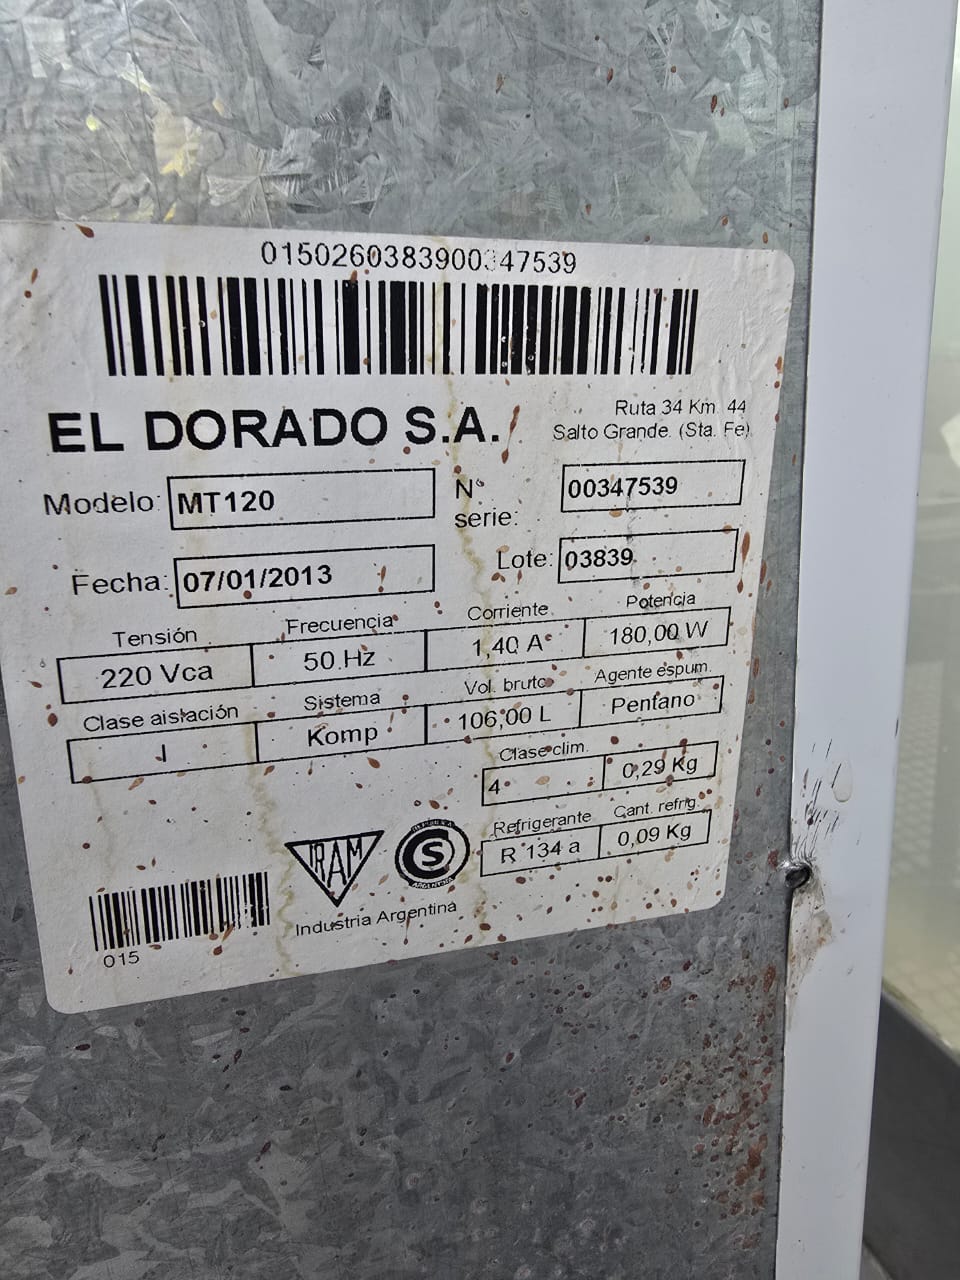 0150260383900347539
EL DORADO S.A.
Ruta 34 Km. 44
Salto Grande. (Sta. Fe)
Modelo: MT120
N° serie: 00347539
Fecha: 07/01/2013
Lote: 03839
Tensión Frecuencia Corriente Potencia
220 Vca 50 Hz 1,40 A 180,00 W
Clase aislación Sistema Vol. bruto Agente espum.
I Komp 106,00 L Pentano
Clase clim.
4 0,29 Kg
Refrigerante Cant. refrig.
R 134 a 0,09 Kg
IRAM
S
ARGENTINA
Industria Argentina
015